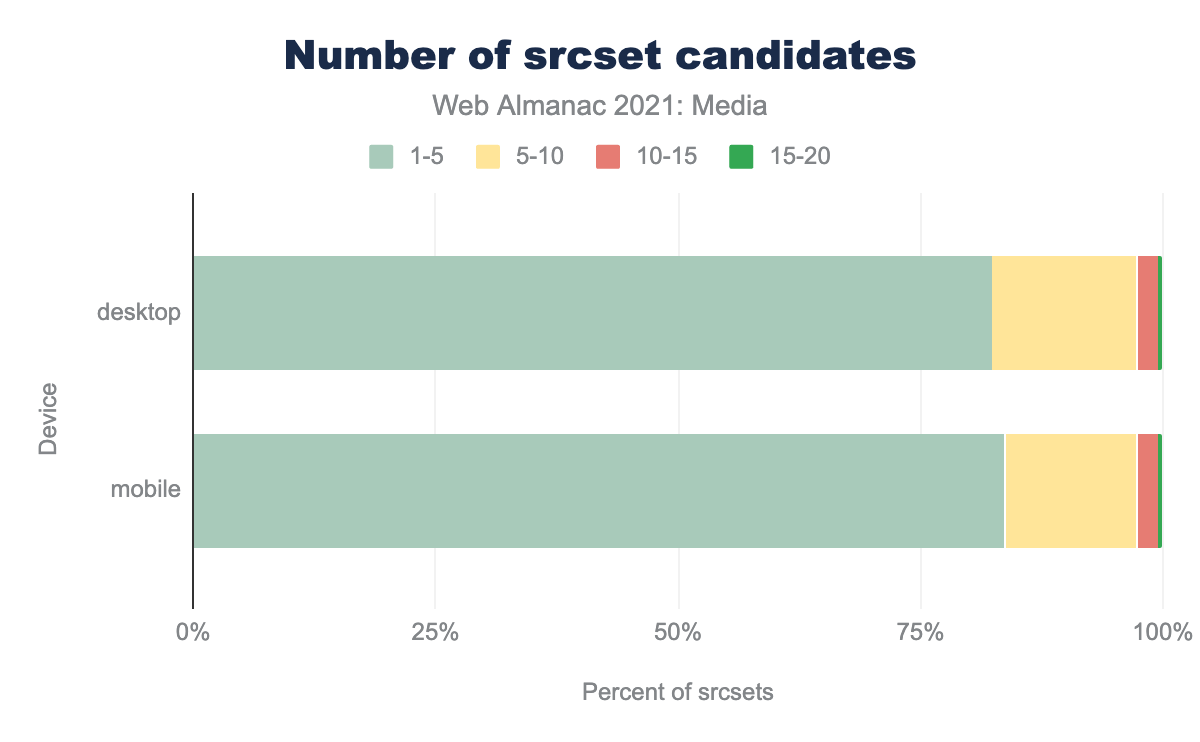 Number of srcset candidates
Web Almanac 2021: Media
1-5 5-10 10-15 15-20
desktop
Device
mobile
0% 25% 50% 75% 100%
Percent of srcsets